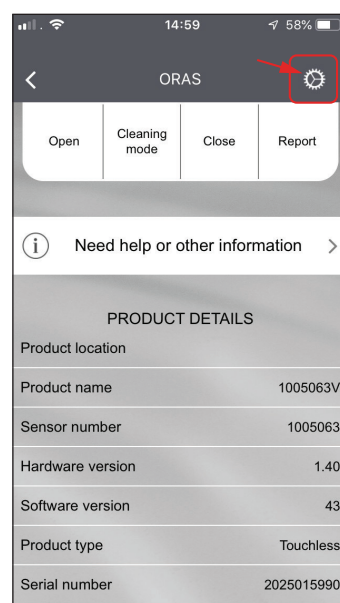 14:59
58%
ORAS
Open
Cleaning
mode
Close
Report
i
Need help or other information
PRODUCT DETAILS
Product location
Product name 1005063V
Sensor number 1005063
Hardware version 1.40
Software version 43
Product type Touchless
Serial number 2025015990